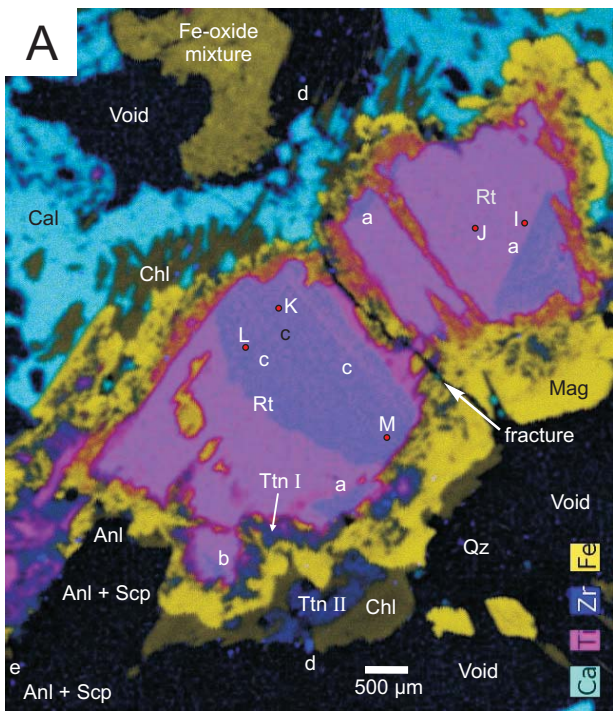 A
Fe-oxide
mixture
d
Void
Cal
Chl
Rt
a
I
J
a
K
c
L
c
c
Mag
Rt
M
fracture
Ttn I
a
Void
Anl
Qz
b
Anl + Scp
Ttn II
Chl
e
d
500 µm
Void
Anl + Scp
Fe
Zr
Ti
Ca